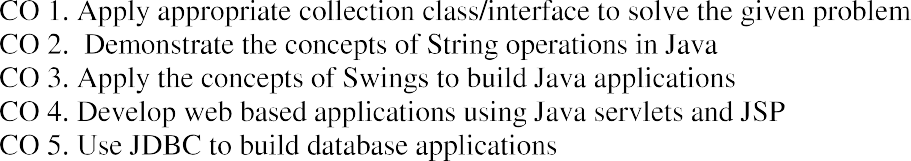 CO 1. Apply appropriate collection class/interface to solve the given problem
CO 2.  Demonstrate the concepts of String operations in Java
CO 3. Apply the concepts of Swings to build Java applications
CO 4. Develop web based applications using Java servlets and JSP
CO 5. Use JDBC to build database applications